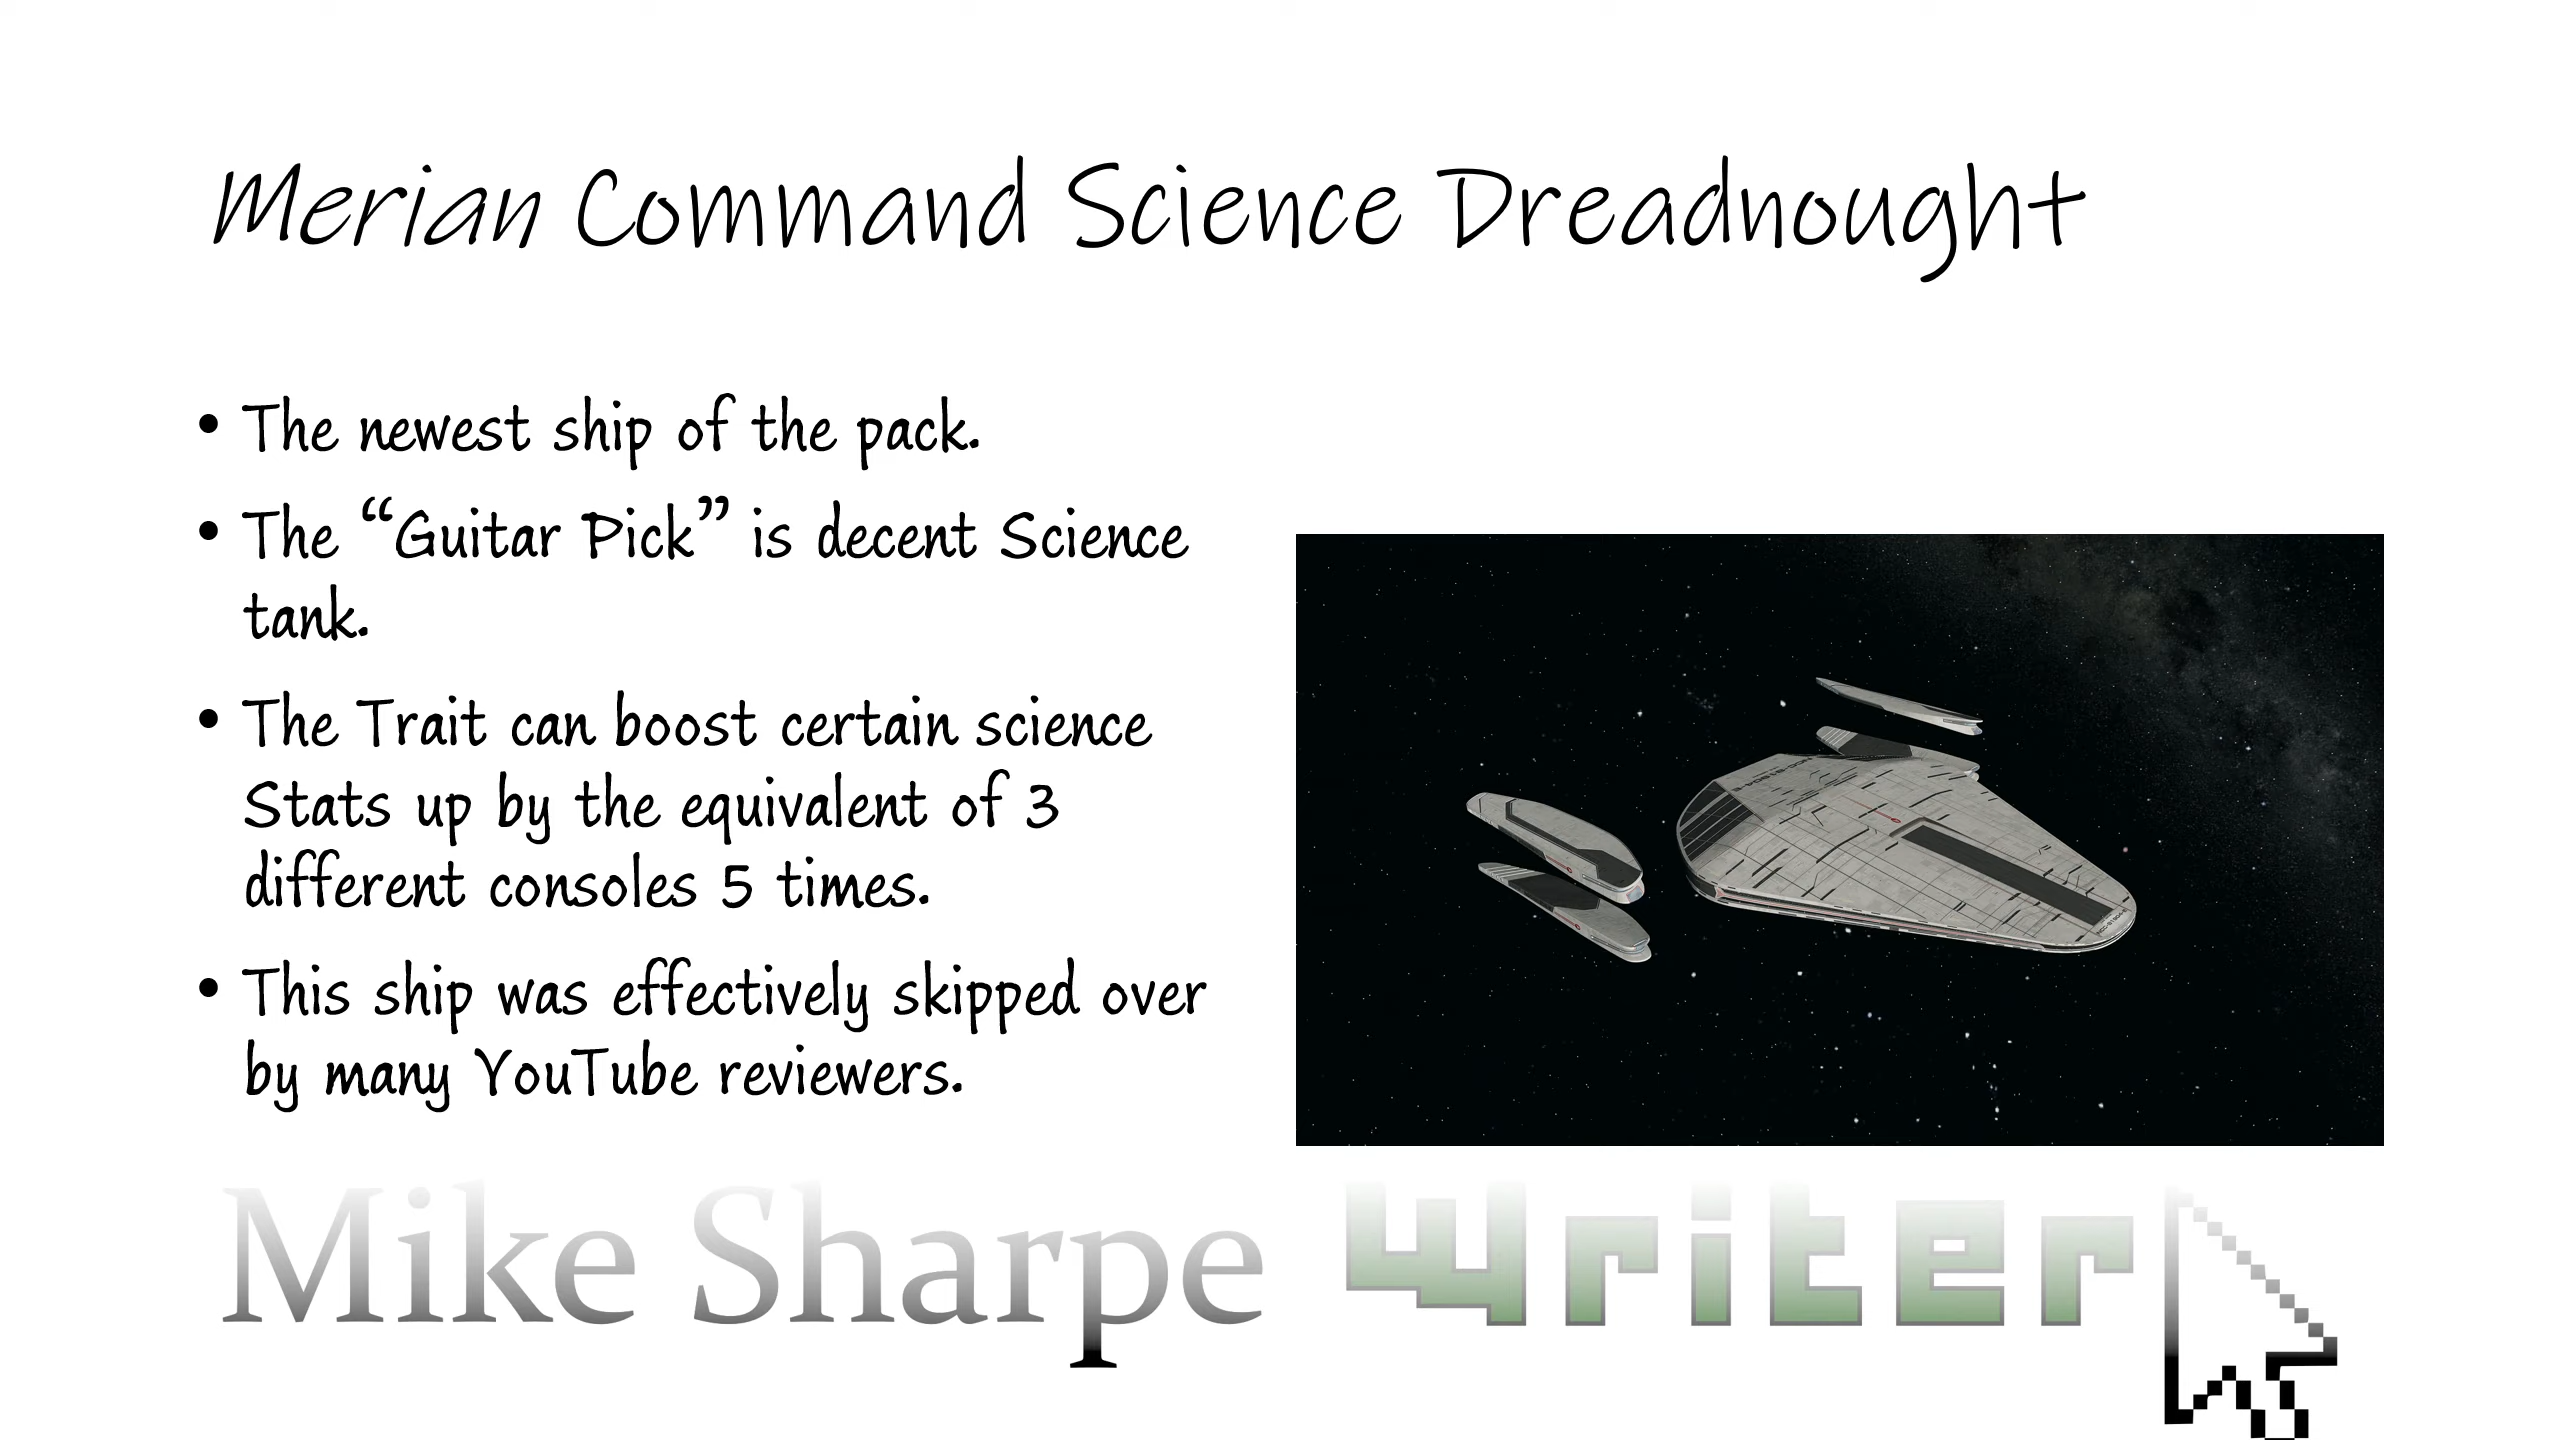 Merian Command Science Dreadnought
• The newest ship of the pack.
• The “Guitar Pick” is decent Science
tank.
• The Trait can boost certain science
Stats up by the equivalent of 3
different consoles 5 times.
• This ship was effectively skipped over
by many YouTube reviewers.
Mike Sharpe Writer